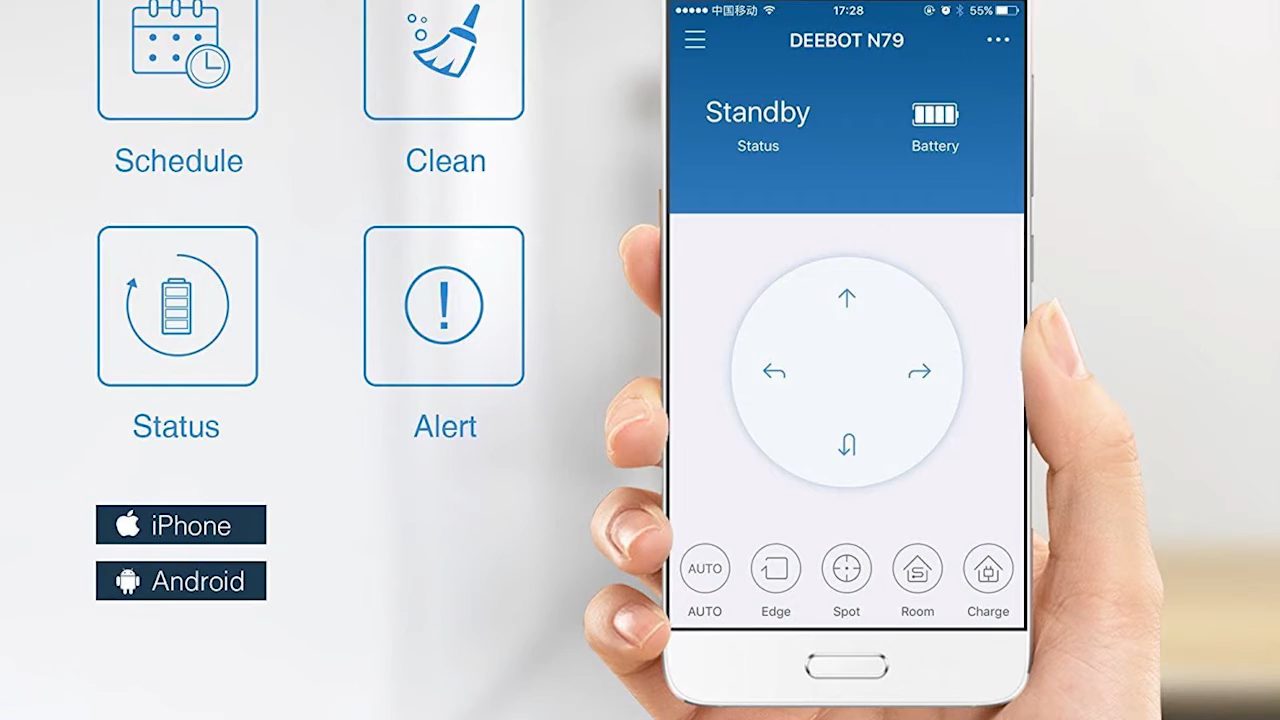 Schedule
Clean
Status
Alert
iPhone
Android
中国移动
17:28
55%
DEEBOT N79
Standby
Status
Battery
AUTO
AUTO
Edge
Spot
Room
Charge